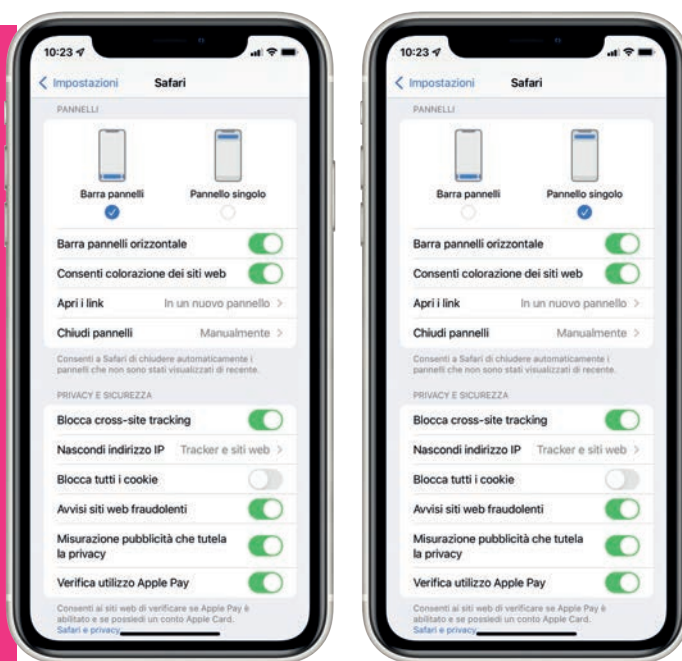 10:23
Impostazioni Safari
PANNELLI
Barra pannelli Pannello singolo
Barra pannelli orizzontale
Consenti colorazione dei siti web
Apri i link In un nuovo pannello >
Chiudi pannelli Manualmente >
Consenti a Safari di chiudere automaticamente i
pannelli che non sono stati visualizzati di recente.
PRIVACY E SICUREZZA
Blocca cross-site tracking
Nascondi indirizzo IP Tracker e siti web >
Blocca tutti i cookie
Avvisi siti web fraudolenti
Misurazione pubblicità che tutela
la privacy
Verifica utilizzo Apple Pay
Consenti ai siti web di verificare se Apple Pay è
abilitato e se possiedi un conto Apple Card.
Safari e privacy
10:23
Impostazioni Safari
PANNELLI
Barra pannelli Pannello singolo
Barra pannelli orizzontale
Consenti colorazione dei siti web
Apri i link In un nuovo pannello >
Chiudi pannelli Manualmente >
Consenti a Safari di chiudere automaticamente i
pannelli che non sono stati visualizzati di recente.
PRIVACY E SICUREZZA
Blocca cross-site tracking
Nascondi indirizzo IP Tracker e siti web >
Blocca tutti i cookie
Avvisi siti web fraudolenti
Misurazione pubblicità che tutela
la privacy
Verifica utilizzo Apple Pay
Consenti ai siti web di verificare se Apple Pay è
abilitato e se possiedi un conto Apple Card.
Safari e privacy